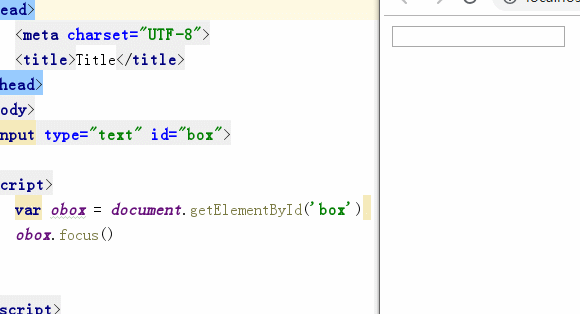 ead>
<meta charset="UTF-8">
<title>Title</title>
head>
ody>
nput type="text" id="box">
cript>
var obox = document.getElementById('box')
obox.focus()
script>